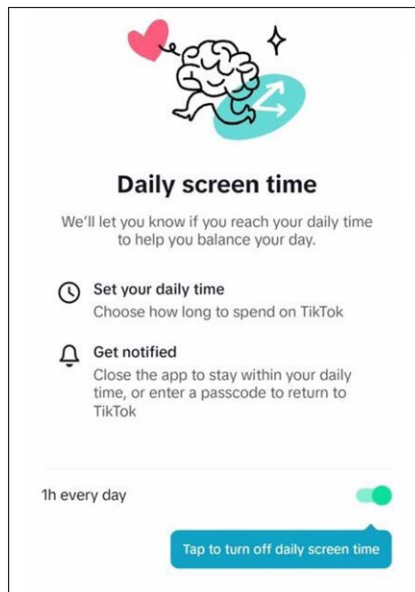 Daily screen time
We'll let you know if you reach your daily time
to help you balance your day.
Set your daily time
Choose how long to spend on TikTok
Get notified
Close the app to stay within your daily
time, or enter a passcode to return to
TikTok
1h every day
Tap to turn off daily screen time